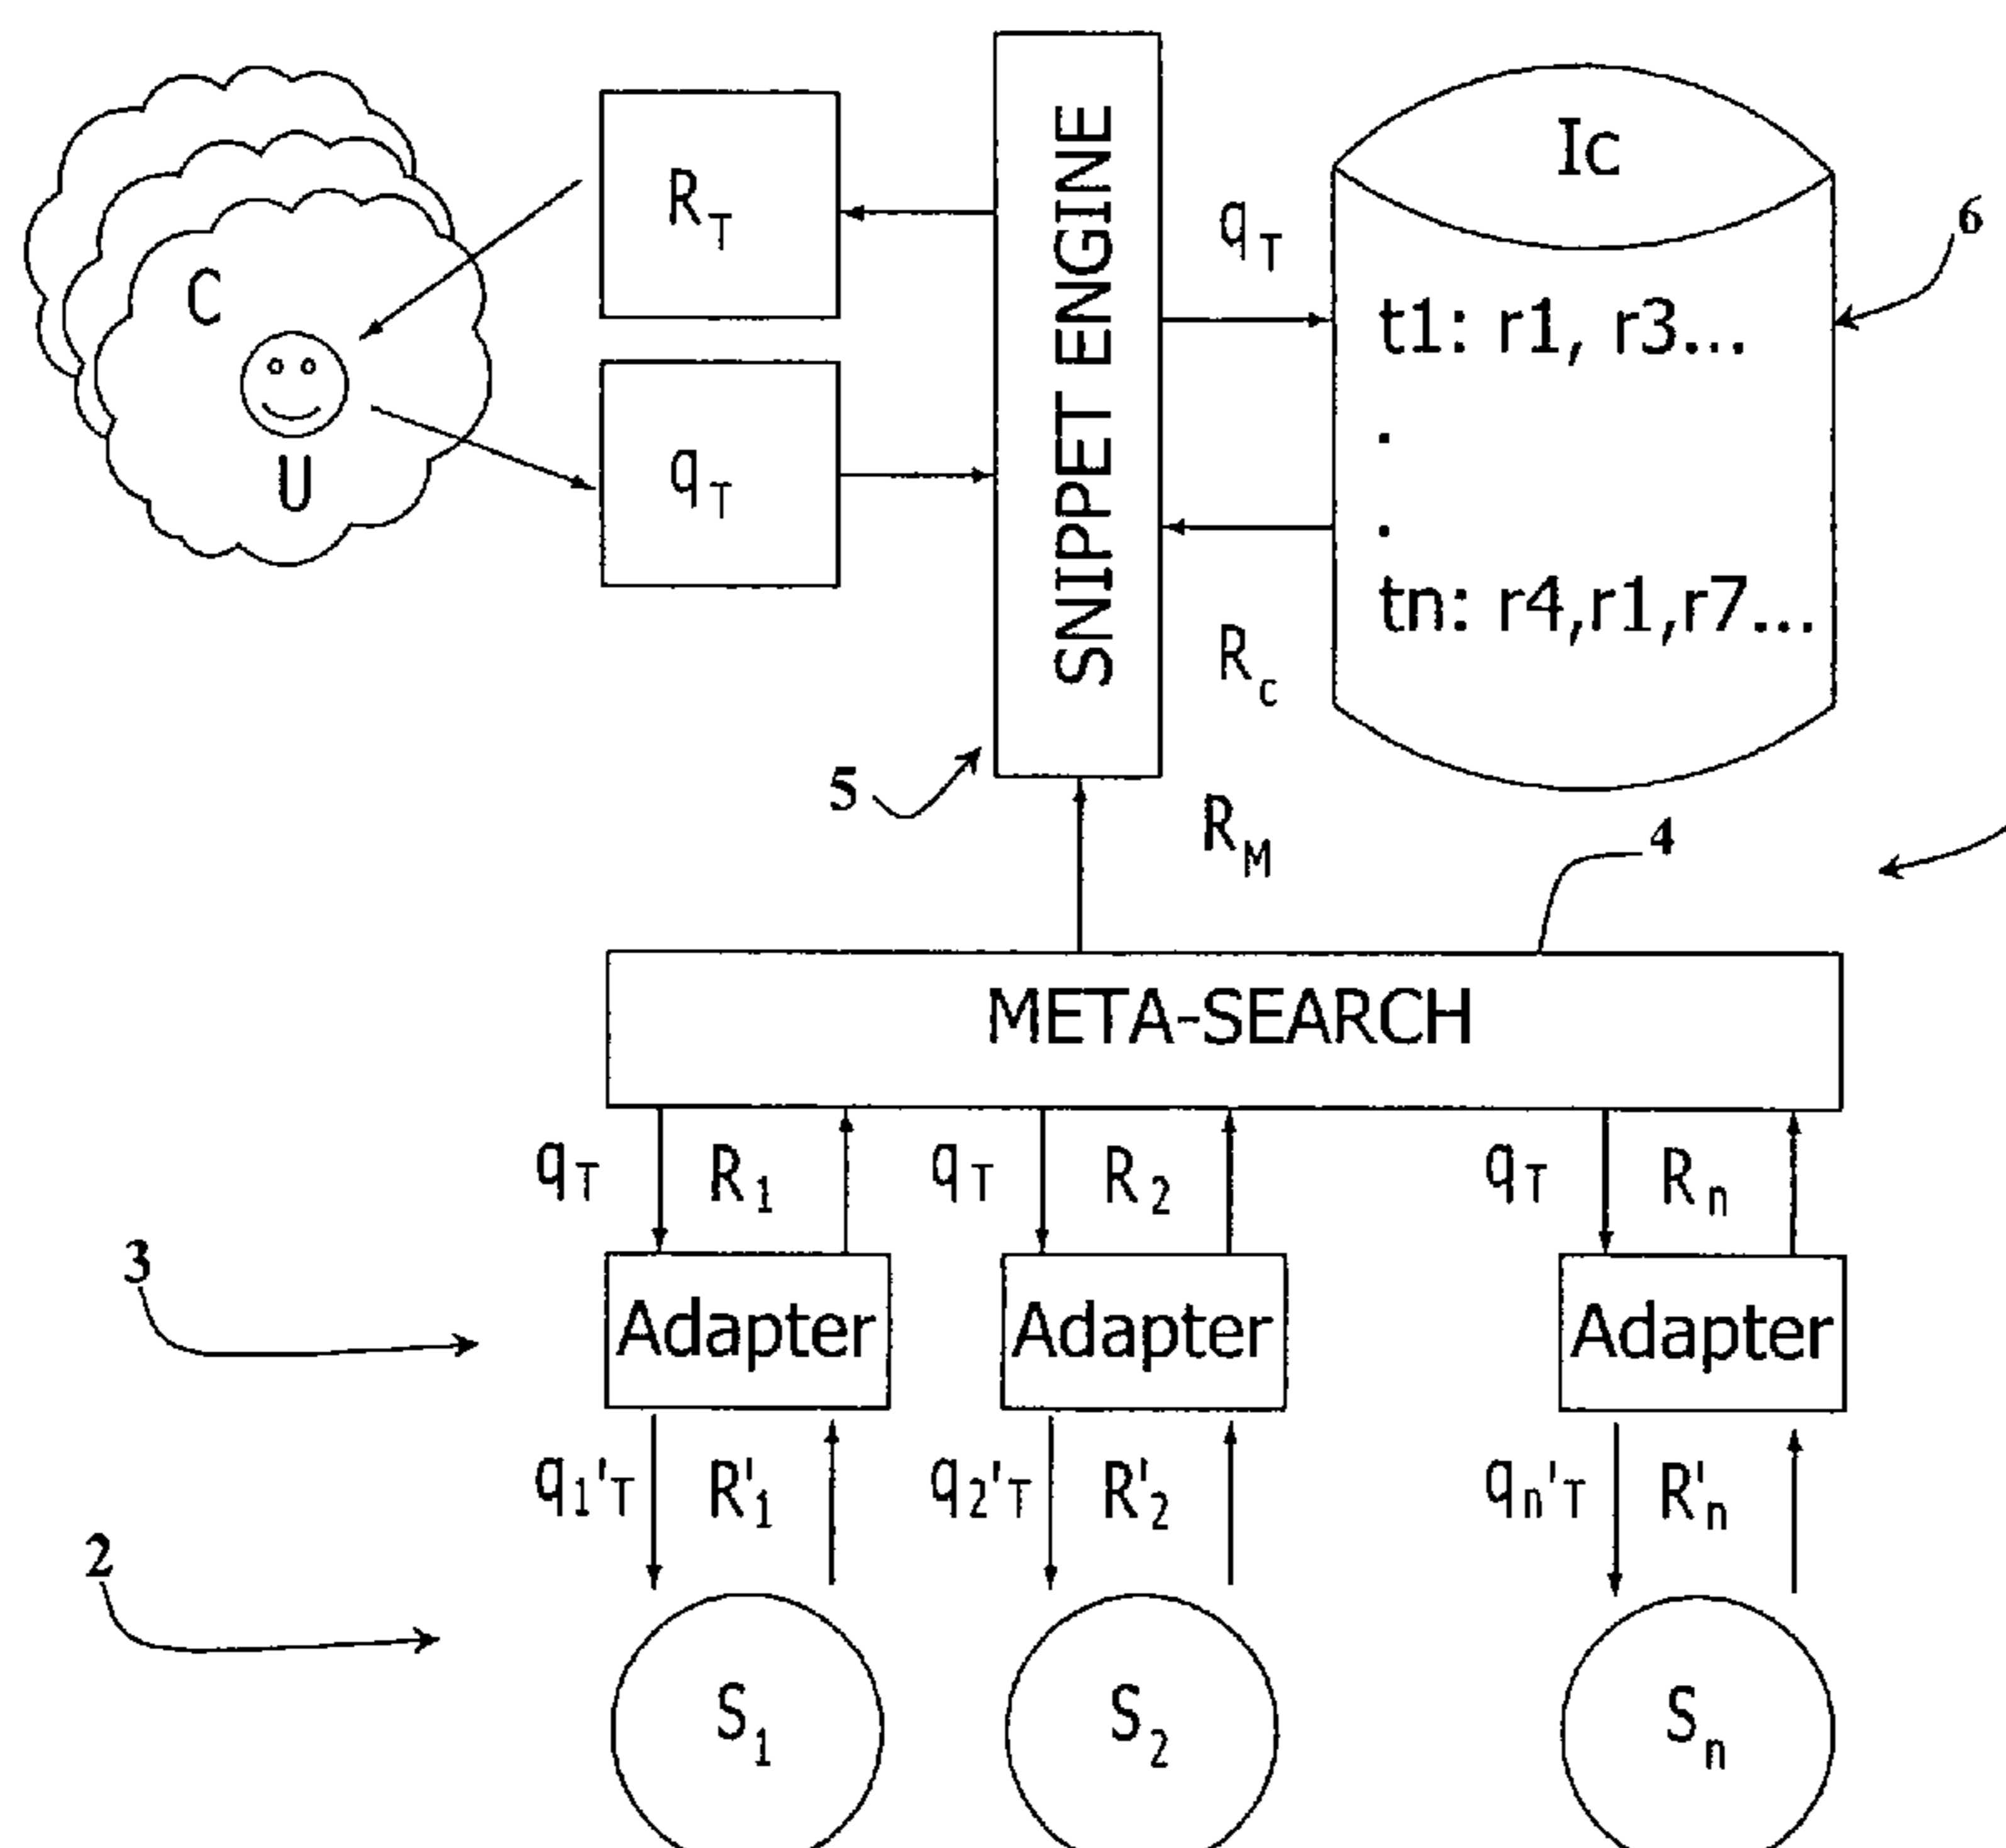 SNIPPET ENGINE
Ic
R_T
q_T
6
C
t1: r1, r3...
.
U
q_T
.
tn: r4,r1,r7...
R_c
5
R_M
4
META-SEARCH
q_T R_1 q_T R_2 q_T R_n
3
Adapter Adapter Adapter
q_1'_T R'_1 q_2'_T R'_2 q_n'_T R'_n
2
S_1 S_2 S_n